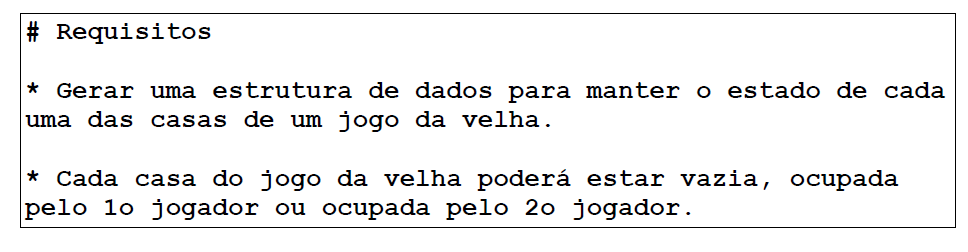 # Requisitos
* Gerar uma estrutura de dados para manter o estado de cada
uma das casas de um jogo da velha.
* Cada casa do jogo da velha poderá estar vazia, ocupada
pelo 1o jogador ou ocupada pelo 2o jogador.